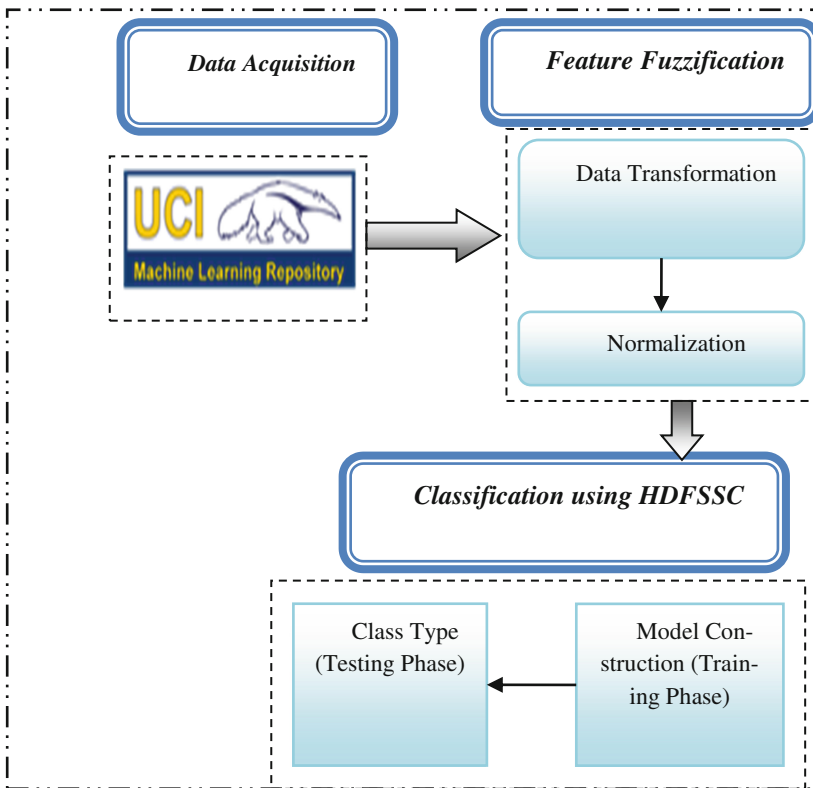 Data Acquisition
Feature Fuzzification
UCI
Machine Learning Repository
Data Transformation
Normalization
Classification using HDFSSC
Class Type
(Testing Phase)
Model Con-
struction (Train-
ing Phase)